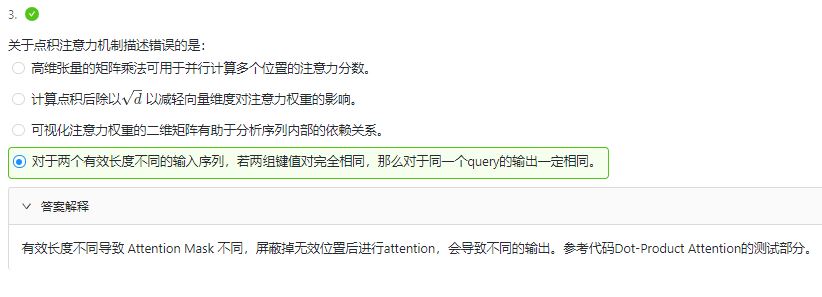 3.
关于点积注意力机制描述错误的是：
高维张量的矩阵乘法可用于并行计算多个位置的注意力分数。
计算点积后除以√d 以减轻向量维度对注意力权重的影响。
可视化注意力权重的二维矩阵有助于分析序列内部的依赖关系。
对于两个有效长度不同的输入序列，若两组键值对完全相同，那么对于同一个query的输出一定相同。
答案解释
有效长度不同导致 Attention Mask 不同，屏蔽掉无效位置后进行attention，会导致不同的输出。参考代码Dot-Product Attention的测试部分。